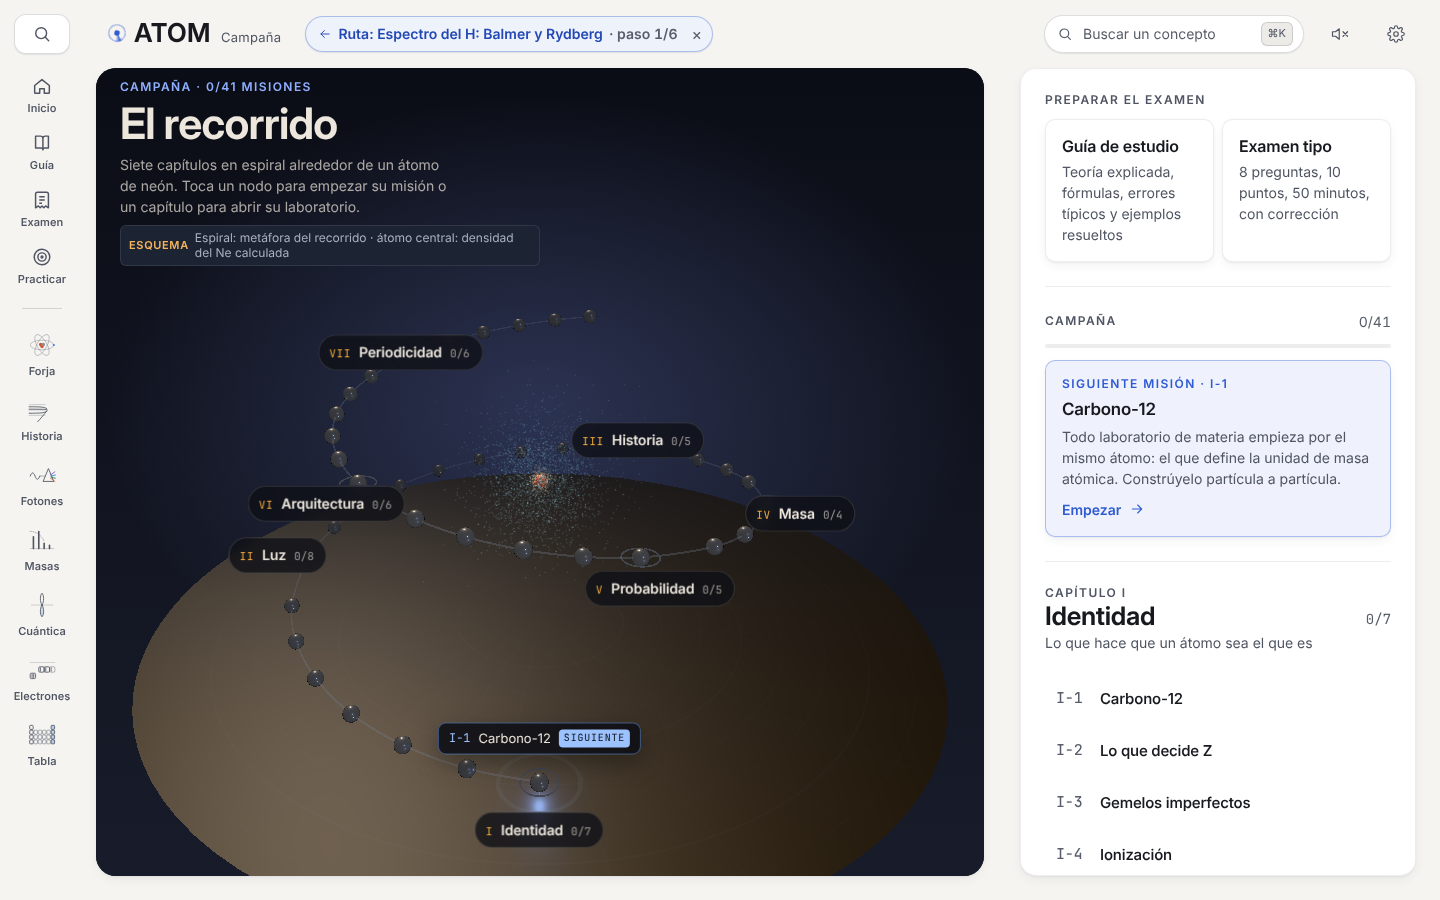 ATOM Campaña
← Ruta: Espectro del H: Balmer y Rydberg · paso 1/6 ×
Buscar un concepto ⌘K
Inicio
Guía
Examen
Practicar
Forja
Historia
Fotones
Masas
Cuántica
Electrones
Tabla
CAMPAÑA · 0/41 MISIONES
El recorrido
Siete capítulos en espiral alrededor de un átomo
de neón. Toca un nodo para empezar su misión o
un capítulo para abrir su laboratorio.
ESQUEMA Espiral: metáfora del recorrido · átomo central: densidad
del Ne calculada
VII Periodicidad 0/6
III Historia 0/5
VI Arquitectura 0/6
IV Masa 0/4
II Luz 0/8
V Probabilidad 0/5
I-1 Carbono-12 SIGUIENTE
I Identidad 0/7
PREPARAR EL EXAMEN
Guía de estudio
Teoría explicada,
fórmulas, errores
típicos y ejemplos
resueltos
Examen tipo
8 preguntas, 10
puntos, 50 minutos,
con corrección
CAMPAÑA 0/41
SIGUIENTE MISIÓN · I-1
Carbono-12
Todo laboratorio de materia empieza por el
mismo átomo: el que define la unidad de masa
atómica. Constrúyelo partícula a partícula.
Empezar →
CAPÍTULO I
Identidad 0/7
Lo que hace que un átomo sea el que es
I-1 Carbono-12
I-2 Lo que decide Z
I-3 Gemelos imperfectos
I-4 Ionización